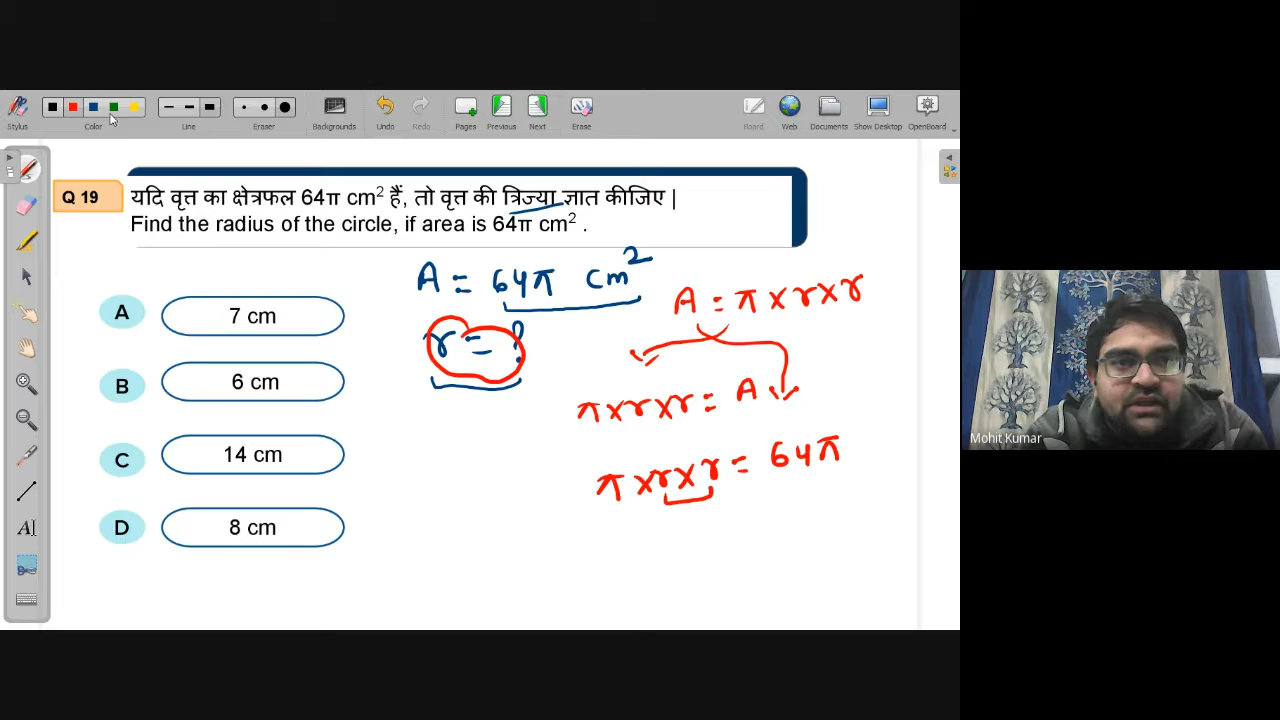 Stylus
Color
Line
Eraser
Backgrounds
Undo
Redo
Pages
Previous
Next
Erase
Board
Web
Documents
Show Desktop
OpenBoard
Q 19
यदि वृत्त का क्षेत्रफल 64π cm² हैं, तो वृत्त की त्रिज्या ज्ञात कीजिए |
Find the radius of the circle, if area is 64π cm² .
A = 64π cm²
A = π × r × r
A 7 cm
r = ?
B 6 cm
π × r × r = A
C 14 cm
π × r × r = 64π
D 8 cm
Mohit Kumar